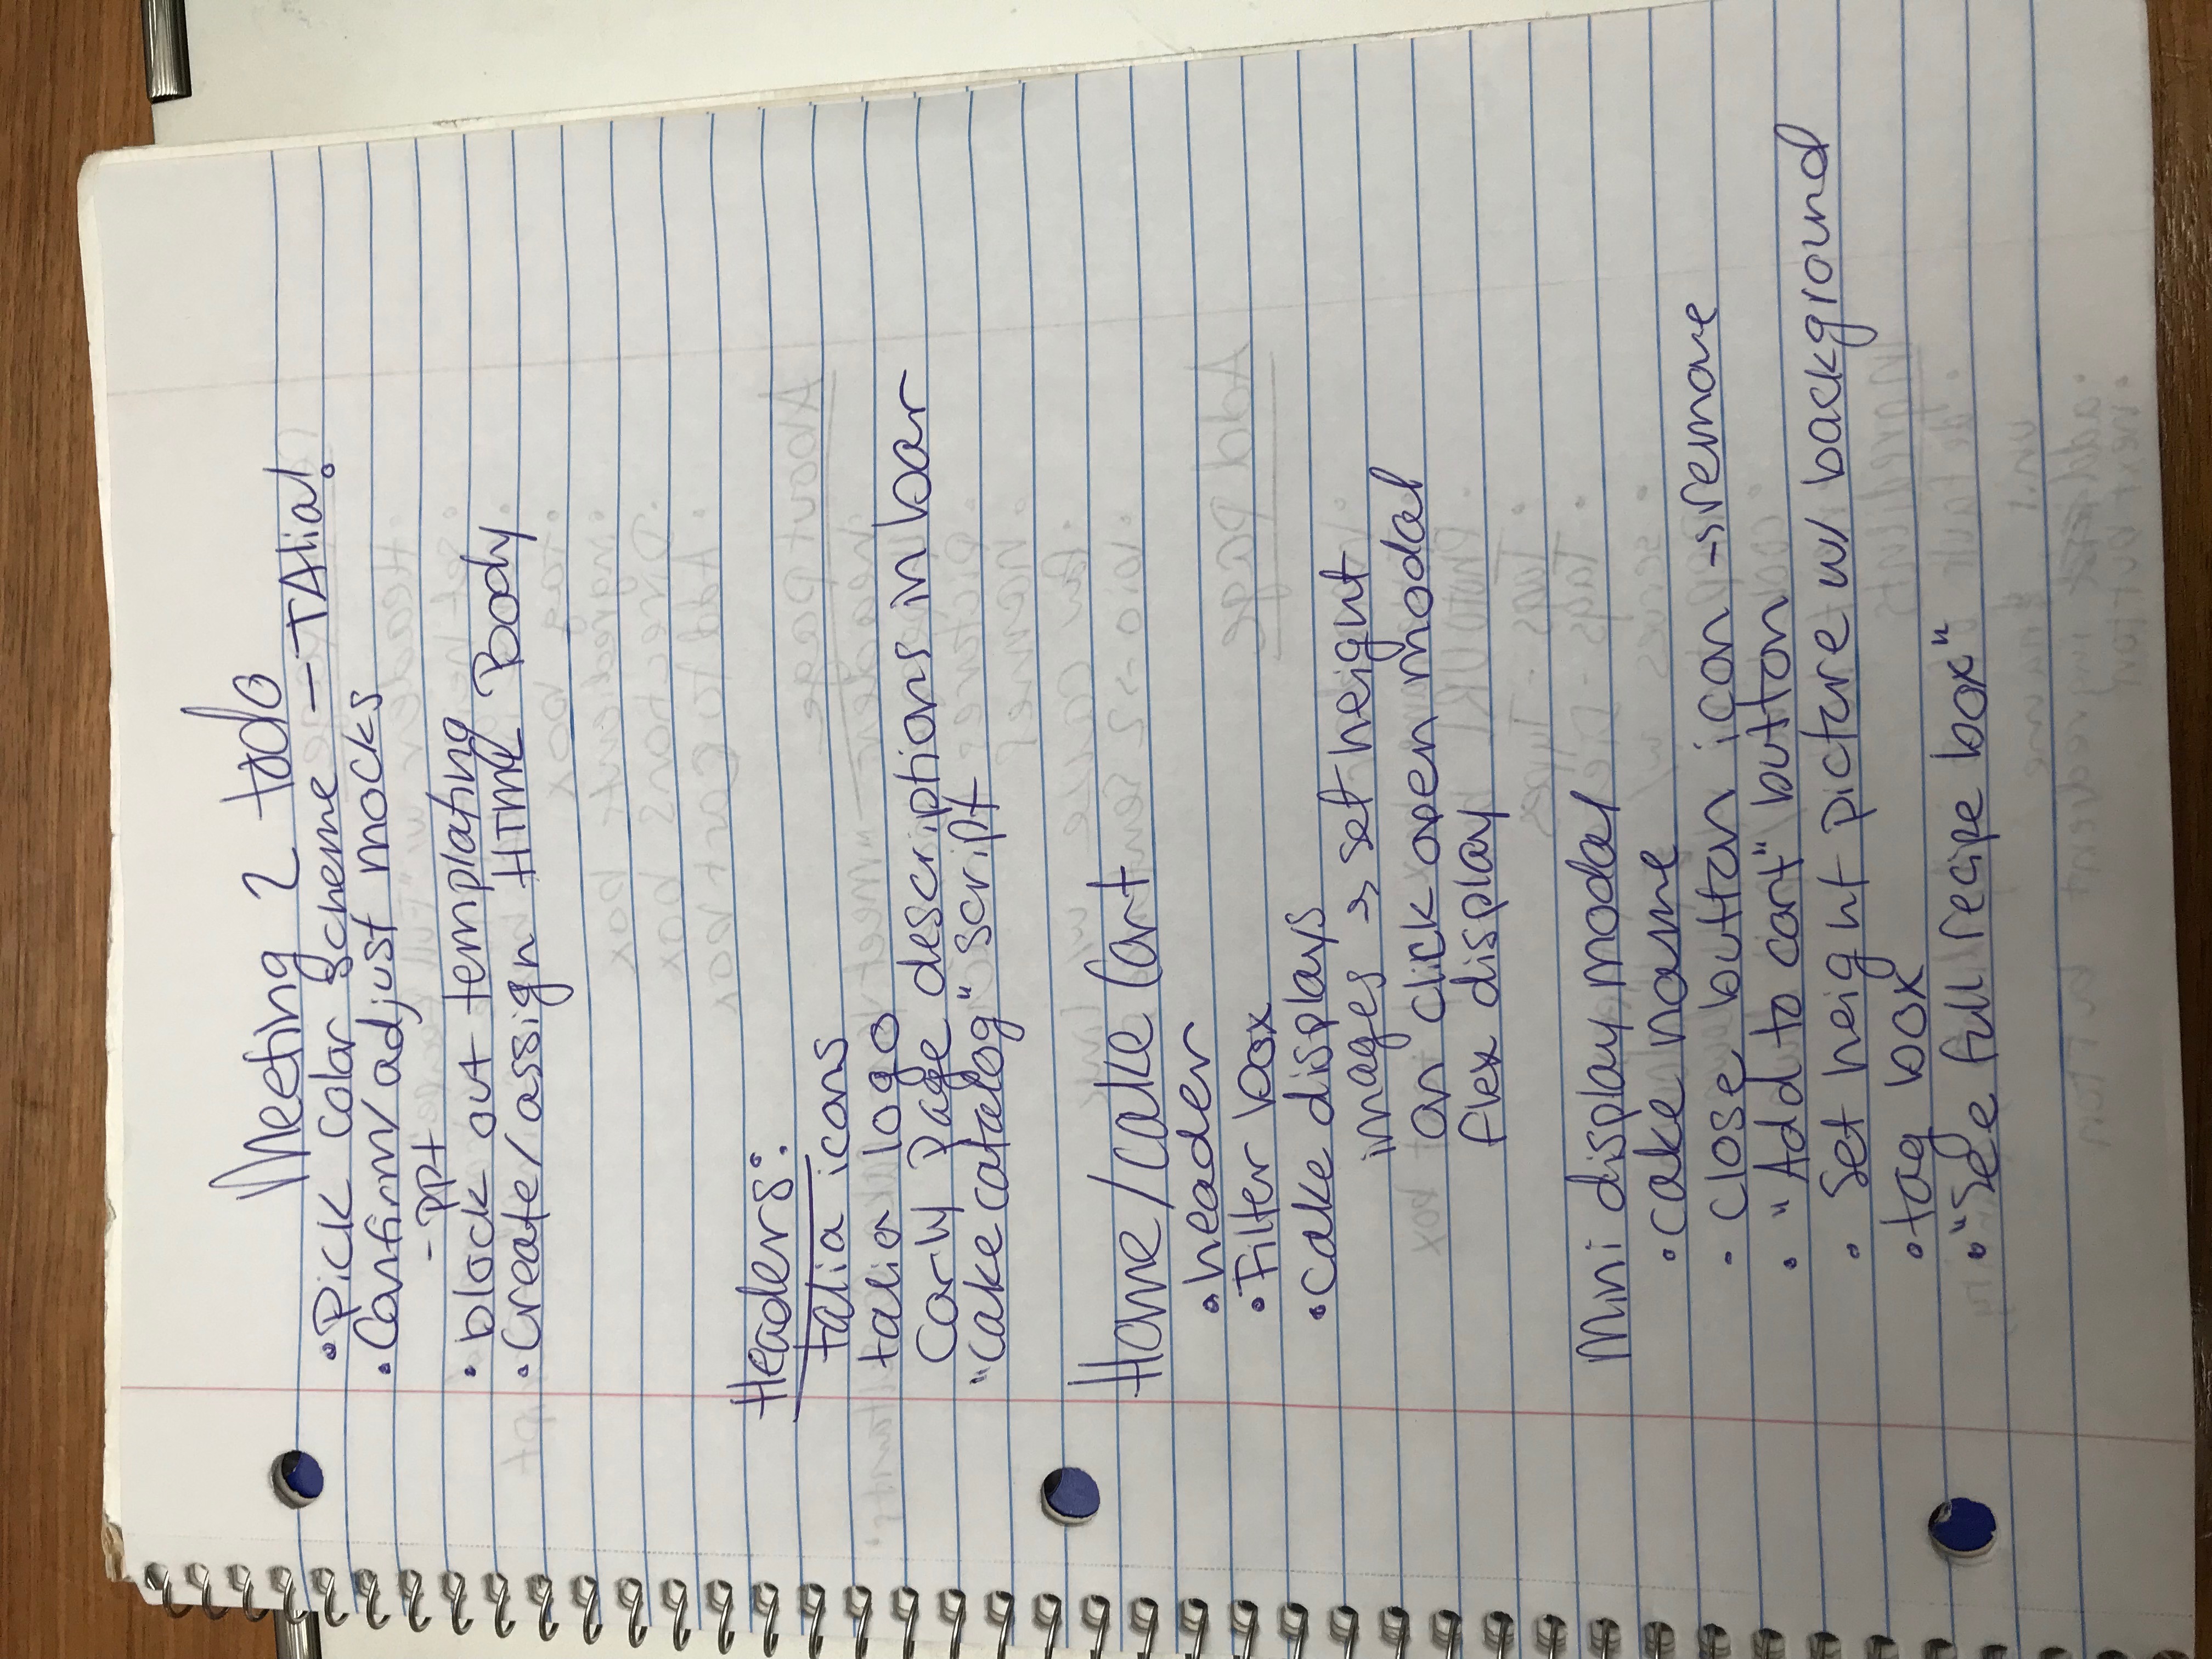 Meeting 2 todo
• Pick Color Scheme — TAlia!
• Confirm/adjust mocks
- PPt
• block out templating
• Create/assign HTML Body
Headers:
talia icons
talia logo
Carly Page descriptions in bar
"cake catalog" script
Home/cake Cart
• header
• Filter box
• cake displays
images → set height
on click open modal
flex display
Mini display modal
• cake name
• close button icon → remove
• "Add to cart" button
• Set height picture w/ background
• tag box
• "See full recipe box"